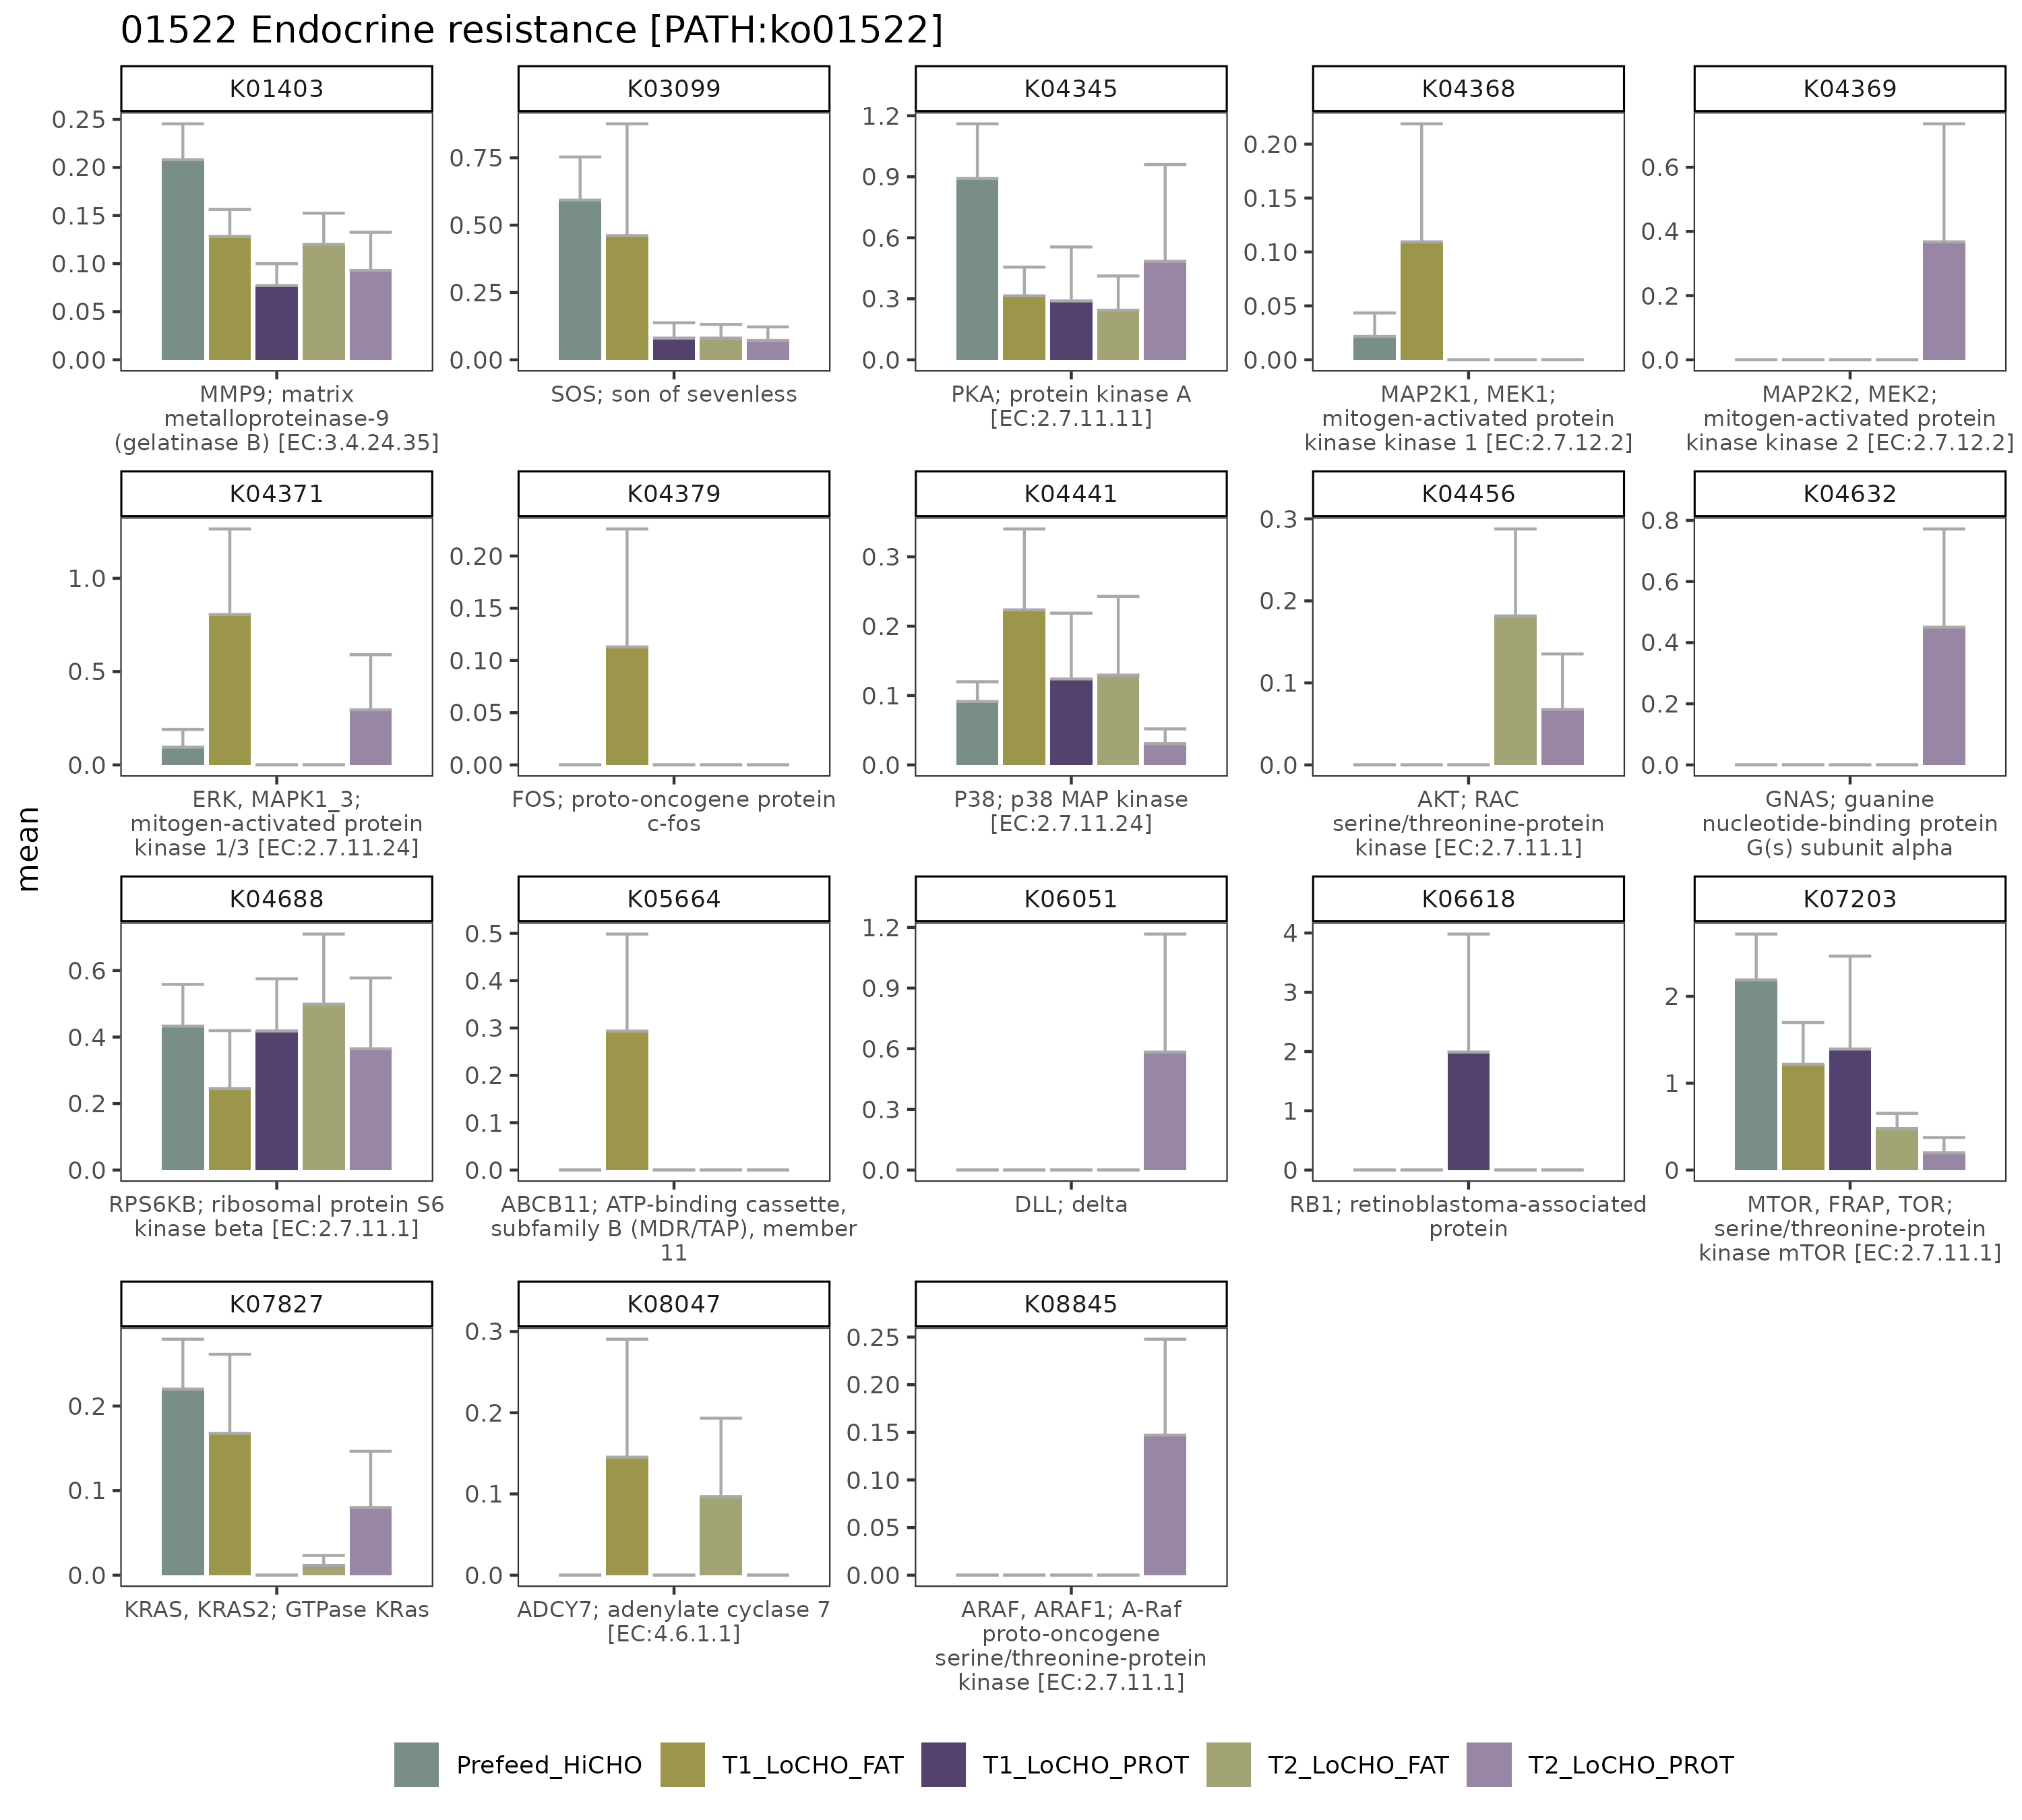 01522 Endocrine resistance [PATH:ko01522]
mean
K01403
0.25
0.20
0.15
0.10
0.05
0.00
MMP9; matrix
metalloproteinase-9
(gelatinase B) [EC:3.4.24.35]
K03099
0.75
0.50
0.25
0.00
SOS; son of sevenless
K04345
1.2
0.9
0.6
0.3
0.0
PKA; protein kinase A
[EC:2.7.11.11]
K04368
0.20
0.15
0.10
0.05
0.00
MAP2K1, MEK1;
mitogen-activated protein
kinase kinase 1 [EC:2.7.12.2]
K04369
0.6
0.4
0.2
0.0
MAP2K2, MEK2;
mitogen-activated protein
kinase kinase 2 [EC:2.7.12.2]
K04371
1.0
0.5
0.0
ERK, MAPK1_3;
mitogen-activated protein
kinase 1/3 [EC:2.7.11.24]
K04379
0.20
0.15
0.10
0.05
0.00
FOS; proto-oncogene protein
c-fos
K04441
0.3
0.2
0.1
0.0
P38; p38 MAP kinase
[EC:2.7.11.24]
K04456
0.3
0.2
0.1
0.0
AKT; RAC
serine/threonine-protein
kinase [EC:2.7.11.1]
K04632
0.8
0.6
0.4
0.2
0.0
GNAS; guanine
nucleotide-binding protein
G(s) subunit alpha
K04688
0.6
0.4
0.2
0.0
RPS6KB; ribosomal protein S6
kinase beta [EC:2.7.11.1]
K05664
0.5
0.4
0.3
0.2
0.1
0.0
ABCB11; ATP-binding cassette,
subfamily B (MDR/TAP), member
11
K06051
1.2
0.9
0.6
0.3
0.0
DLL; delta
K06618
4
3
2
1
0
RB1; retinoblastoma-associated
protein
K07203
2
1
0
MTOR, FRAP, TOR;
serine/threonine-protein
kinase mTOR [EC:2.7.11.1]
K07827
0.2
0.1
0.0
KRAS, KRAS2; GTPase KRas
K08047
0.3
0.2
0.1
0.0
ADCY7; adenylate cyclase 7
[EC:4.6.1.1]
K08845
0.25
0.20
0.15
0.10
0.05
0.00
ARAF, ARAF1; A-Raf
proto-oncogene
serine/threonine-protein
kinase [EC:2.7.11.1]
Prefeed_HiCHO
T1_LoCHO_FAT
T1_LoCHO_PROT
T2_LoCHO_FAT
T2_LoCHO_PROT